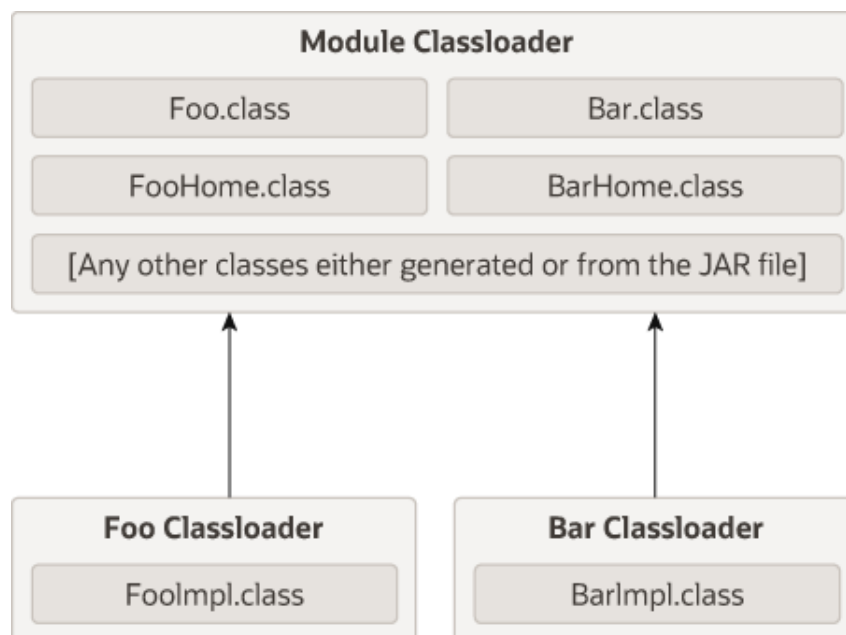 Module Classloader
Foo.class
Bar.class
FooHome.class
BarHome.class
[Any other classes either generated or from the JAR file]
Foo Classloader
Bar Classloader
FooImpl.class
BarImpl.class